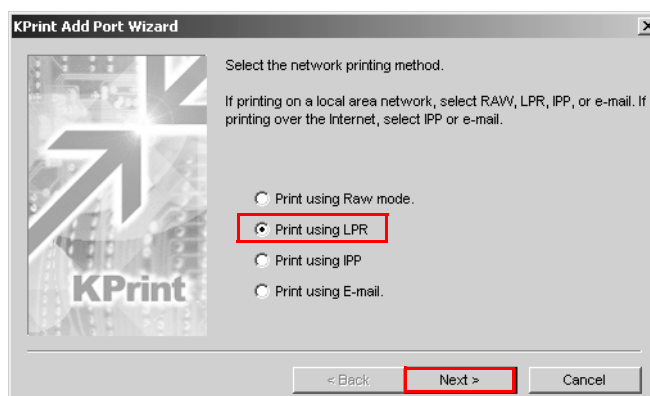 KPrint Add Port Wizard
Select the network printing method.
If printing on a local area network, select RAW, LPR, IPP, or e-mail. If
printing over the Internet, select IPP or e-mail.
Print using Raw mode.
Print using LPR
Print using IPP
Print using E-mail.
KPrint
< Back
Next >
Cancel